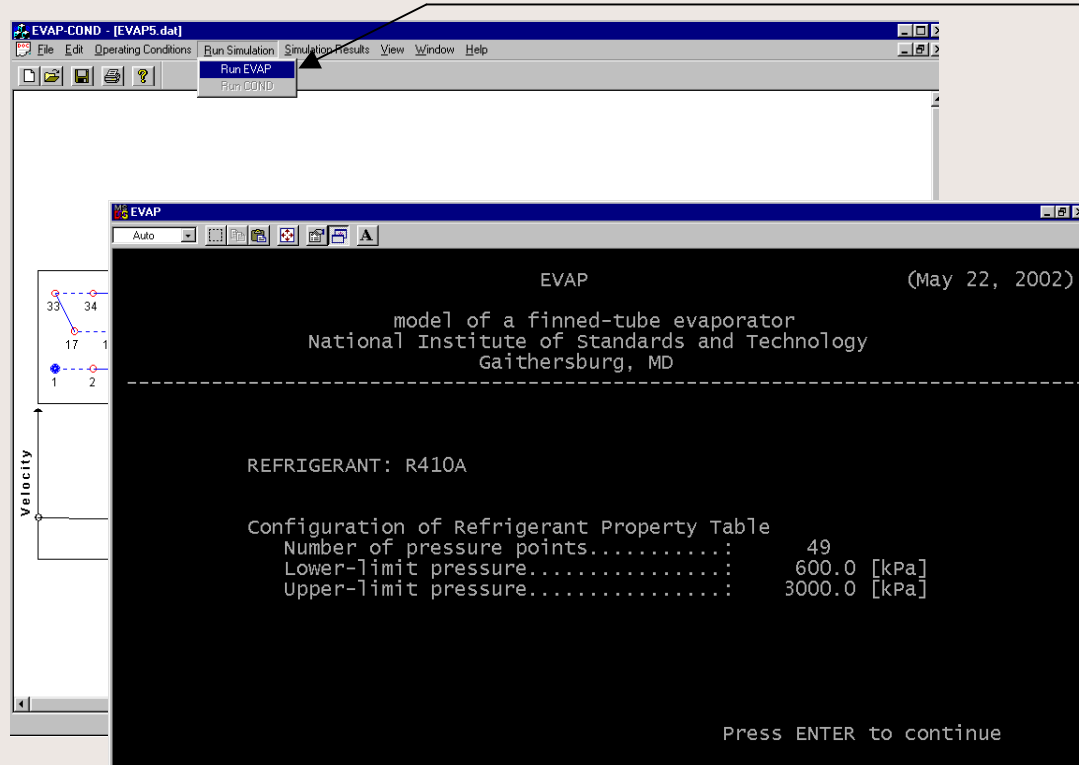 EVAP-COND - [EVAP5.dat]
File Edit Operating Conditions Run Simulation Simulation Results View Window Help
Run EVAP
Run COND
EVAP
Auto
A
EVAP (May 22, 2002)
model of a finned-tube evaporator
National Institute of Standards and Technology
Gaithersburg, MD
--------------------------------------------------------------------------------
33 34
17 1
1 2
Velocity
REFRIGERANT: R410A
Configuration of Refrigerant Property Table
Number of pressure points...........: 49
Lower-limit pressure................: 600.0 [kPa]
Upper-limit pressure................: 3000.0 [kPa]
Press ENTER to continue